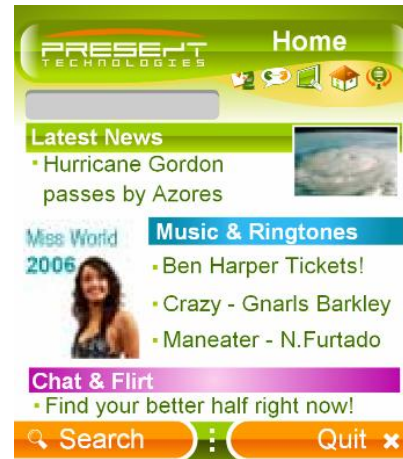 PRESENT
TECHNOLOGIES
Home
Latest News
Hurricane Gordon
passes by Azores
Miss World
2006
Music & Ringtones
Ben Harper Tickets!
Crazy - Gnarls Barkley
Maneater - N.Furtado
Chat & Flirt
Find your better half right now!
Search
Quit